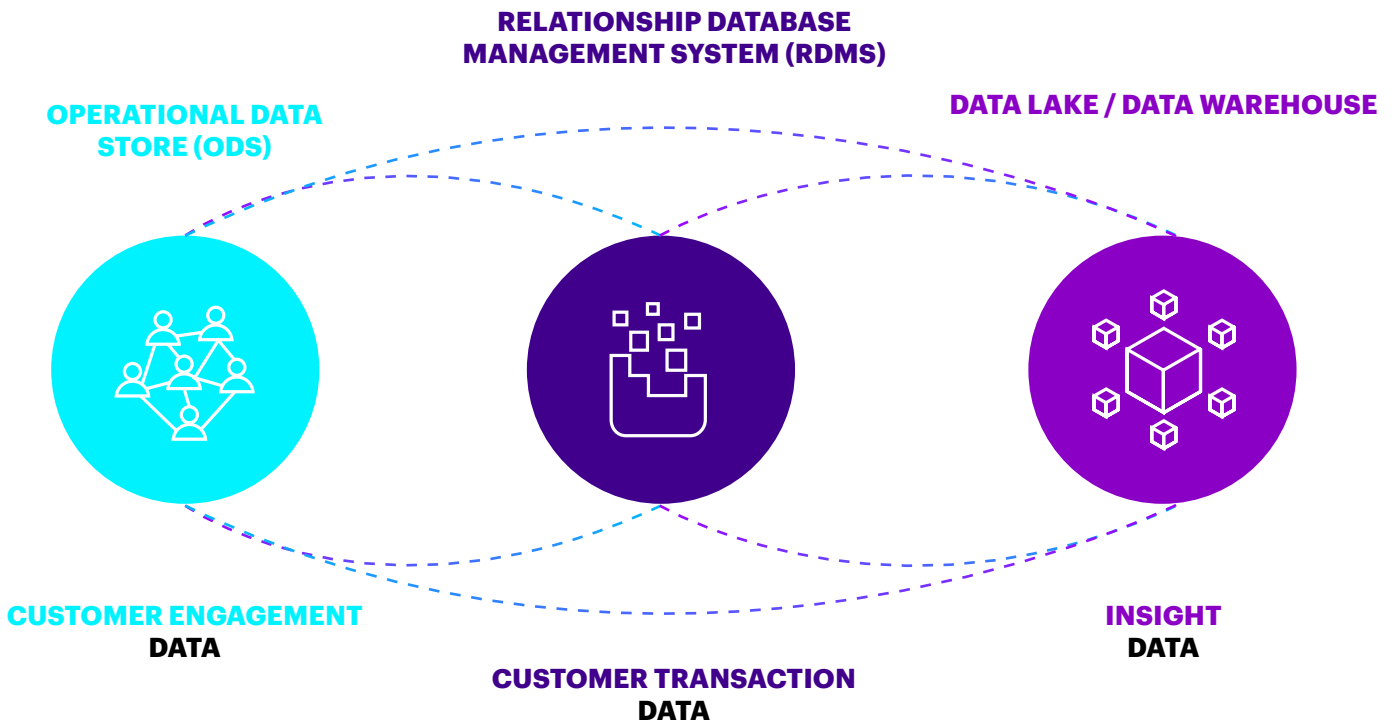 RELATIONSHIP DATABASE
MANAGEMENT SYSTEM (RDMS)
OPERATIONAL DATA
STORE (ODS)
DATA LAKE / DATA WAREHOUSE
CUSTOMER ENGAGEMENT
DATA
CUSTOMER TRANSACTION
DATA
INSIGHT
DATA